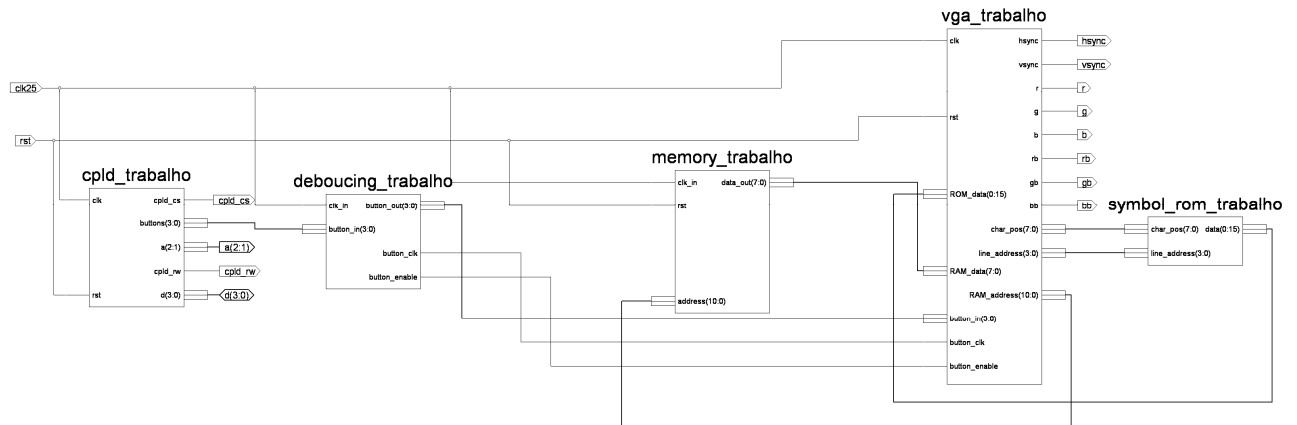 clk25
rst
cpld_trabalho
clk
cpld_cs
buttons(3:0)
a(2:1)
cpld_rw
rst
d(3:0)
cpld_cs
a(2:1)
cpld_rw
d(3:0)
deboucing_trabalho
clk_in
button_out(3:0)
button_in(3:0)
button_clk
button_enable
memory_trabalho
clk_in
data_out(7:0)
rst
address(10:0)
vga_trabalho
clk
hsync
vsync
r
g
rst
b
rb
ROM_data(0:15)
gb
bb
char_pos(7:0)
line_address(3:0)
RAM_data(7:0)
RAM_address(10:0)
button_in(3:0)
button_clk
button_enable
hsync
vsync
r
g
b
rb
gb
bb
symbol_rom_trabalho
char_pos(7:0)
data(0:15)
line_address(3:0)